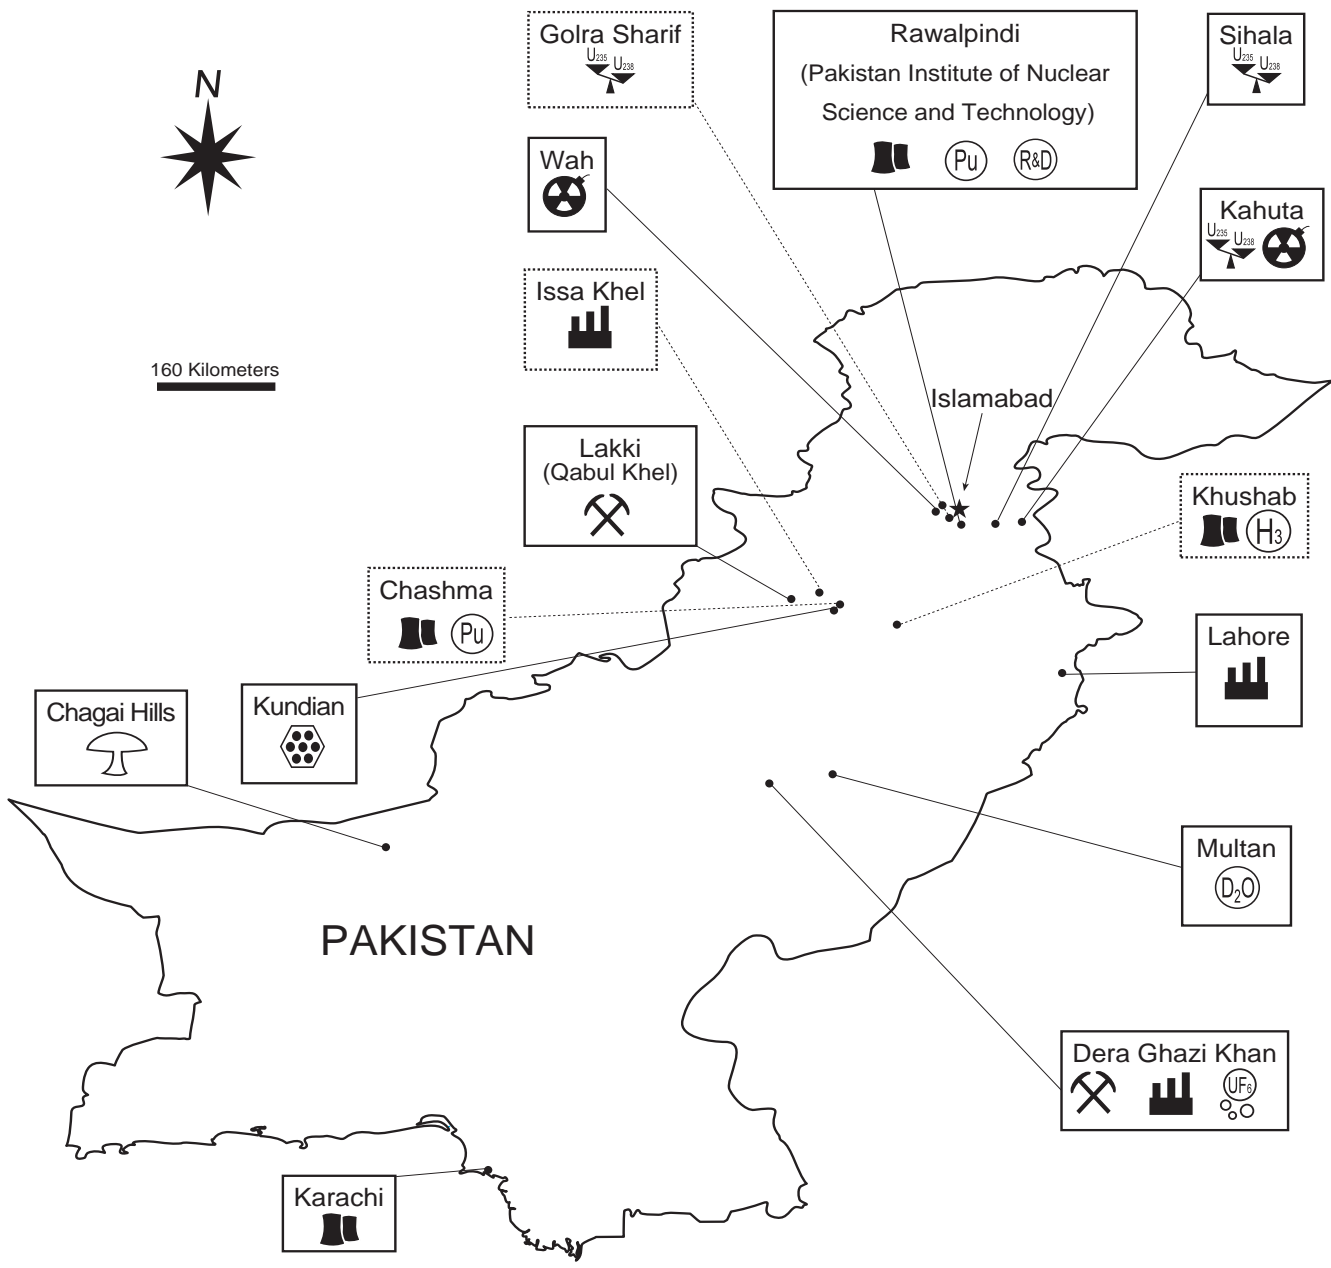 Golra Sharif
U235
U238
Rawalpindi
(Pakistan Institute of Nuclear
Science and Technology)
Pu
R&D
Sihala
U235
U238
N
Wah
Kahuta
U235
U238
Issa Khel
160 Kilometers
Islamabad
Lakki
(Qabul Khel)
Khushab
H3
Chashma
Pu
Lahore
Chagai Hills
Kundian
Multan
D2O
PAKISTAN
Dera Ghazi Khan
UF6
Karachi